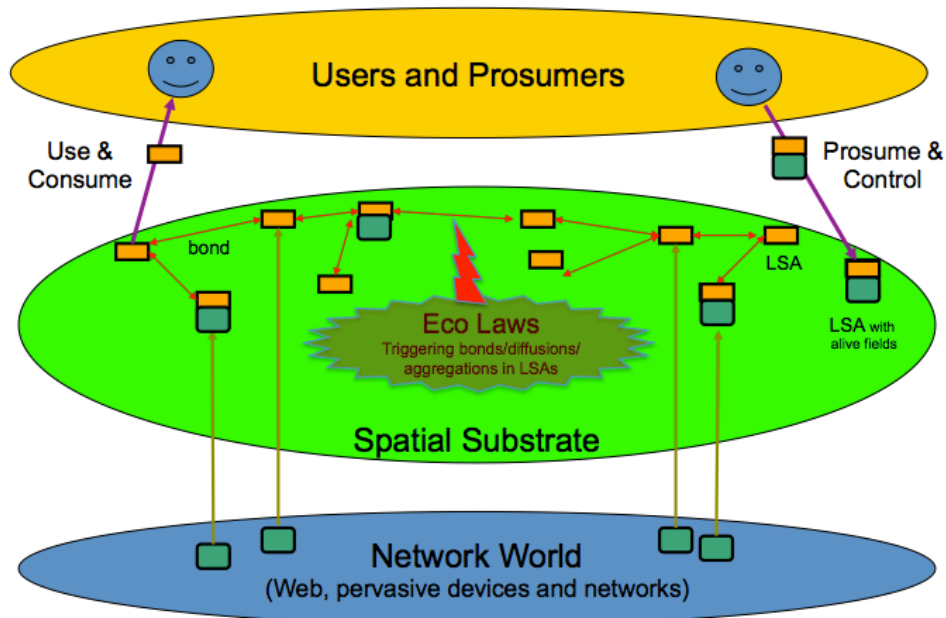 Users and Prosumers
Use &
Consume
Prosume &
Control
bond
LSA
Eco Laws
Triggering bonds/diffusions/
aggregations in LSAs
LSA with
alive fields
Spatial Substrate
Network World
(Web, pervasive devices and networks)